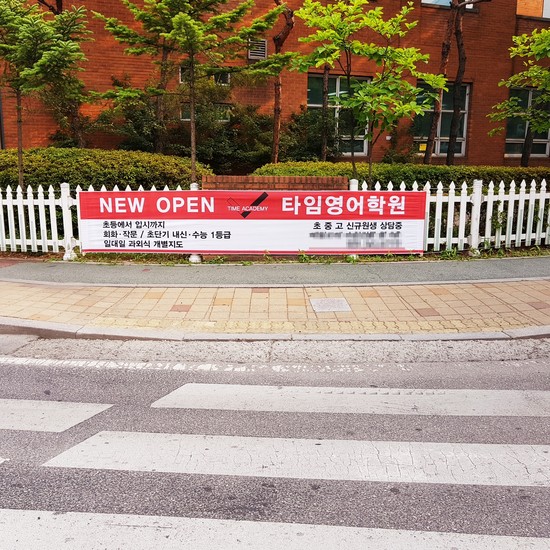 NEW OPEN TIME ACADEMY 타임영어학원
초등에서 입시까지
회화·작문 / 초단기 내신·수능 1등급
일대일 과외식 개별지도
초 중 고 신규원생 상담중